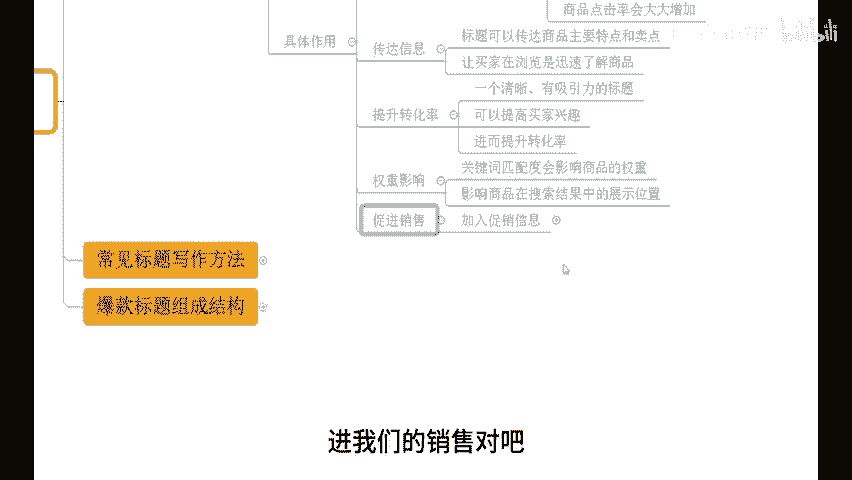 商品点击率会大大增加
具体作用
传达信息
标题可以传达商品主要特点和卖点
让买家在浏览是迅速了解商品
提升转化率
一个清晰、有吸引力的标题
可以提高买家兴趣
进而提升转化率
权重影响
关键词匹配度会影响商品的权重
影响商品在搜索结果中的展示位置
促进销售
加入促销信息
常见标题写作方法
爆款标题组成结构
进我们的销售对吧